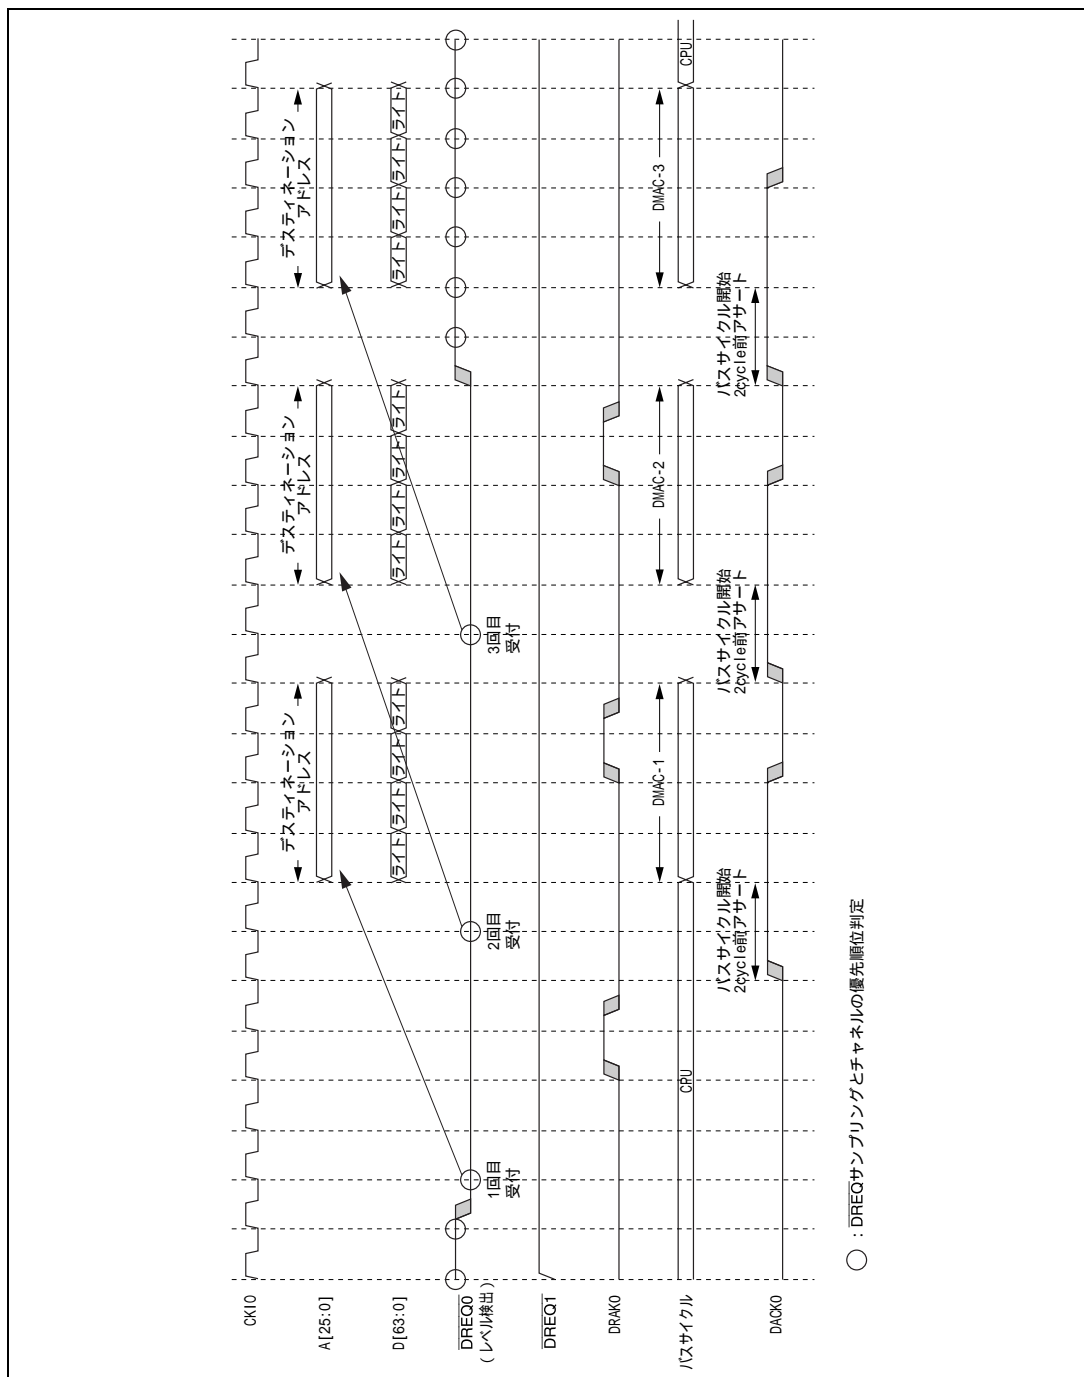 CKIO
A[25:0]
デスティネーション
アドレス
デスティネーション
アドレス
デスティネーション
アドレス
D[63:0]
ライト ライト ライト ライト
ライト ライト ライト ライト
ライト ライト ライト ライト
DREQ0
(レベル検出)
1回目
受付
2回目
受付
3回目
受付
DREQ1
DRAK0
バスサイクル
CPU
DMAC-1
DMAC-2
DMAC-3
CPU
バスサイクル開始
2cycle前アサート
バスサイクル開始
2cycle前アサート
バスサイクル開始
2cycle前アサート
DACK0
○ : DREQサンプリングとチャネルの優先順位判定